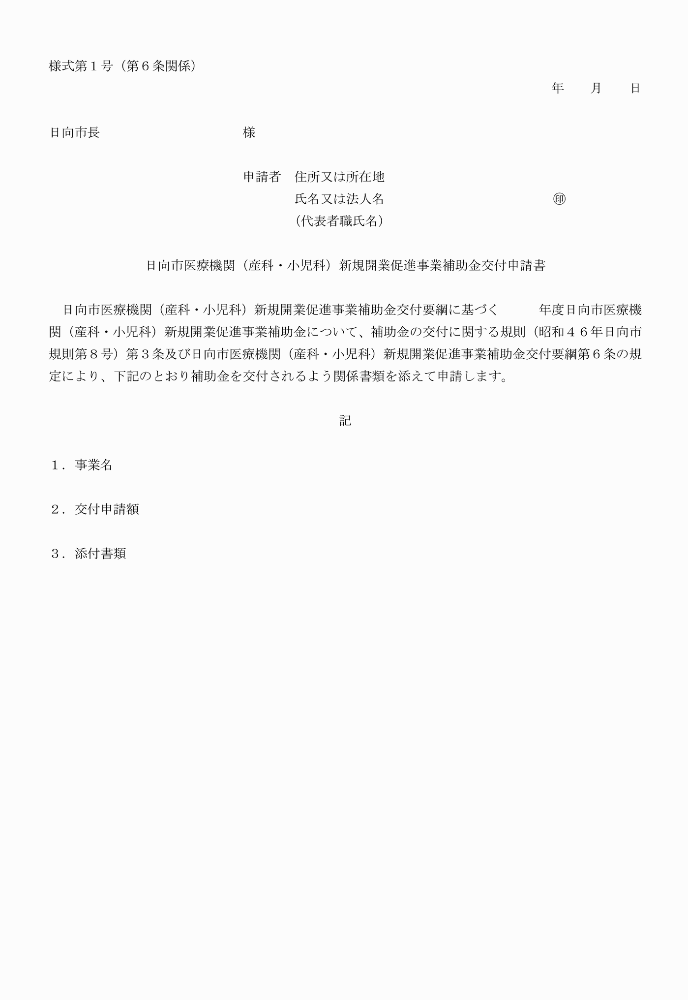 様式第１号（第６条関係）
年　　月　　日
日向市長　　　　　　　　　　　様
申請者　住所又は所在地
氏名又は法人名　　　　　　　　　　　　　㊞
（代表者職氏名）
日向市医療機関（産科・小児科）新規開業促進事業補助金交付申請書
　日向市医療機関（産科・小児科）新規開業促進事業補助金交付要綱に基づく　　　年度日向市医療機
関（産科・小児科）新規開業促進事業補助金について、補助金の交付に関する規則（昭和４６年日向市
規則第８号）第３条及び日向市医療機関（産科・小児科）新規開業促進事業補助金交付要綱第６条の規
定により、下記のとおり補助金を交付されるよう関係書類を添えて申請します。
記
１．事業名
２．交付申請額
３．添付書類